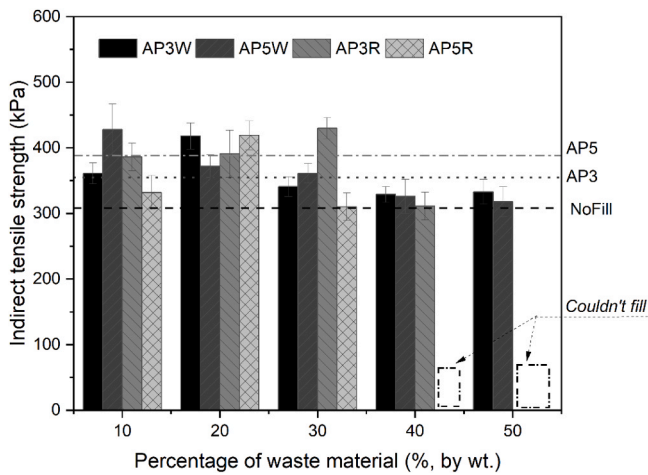 600
500
400
300
200
100
0
Indirect tensile strength (kPa)
AP3W AP5W AP3R AP5R
AP5
AP3
NoFill
Couldn't fill
10 20 30 40 50
Percentage of waste material (%, by wt.)